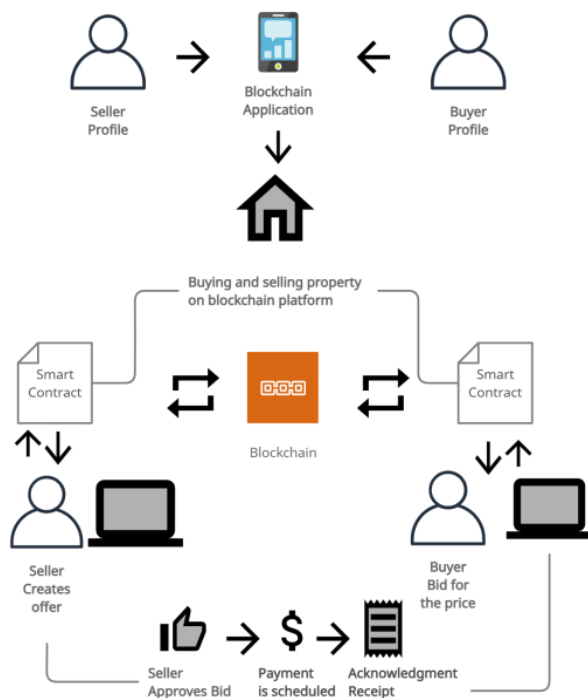 Seller
Profile
Blockchain
Application
Buyer
Profile
Buying and selling property
on blockchain platform
Smart
Contract
Smart
Contract
Blockchain
Seller
Creates
offer
Buyer
Bid for
the price
Seller
Approves Bid
Payment
is scheduled
Acknowledgment
Receipt